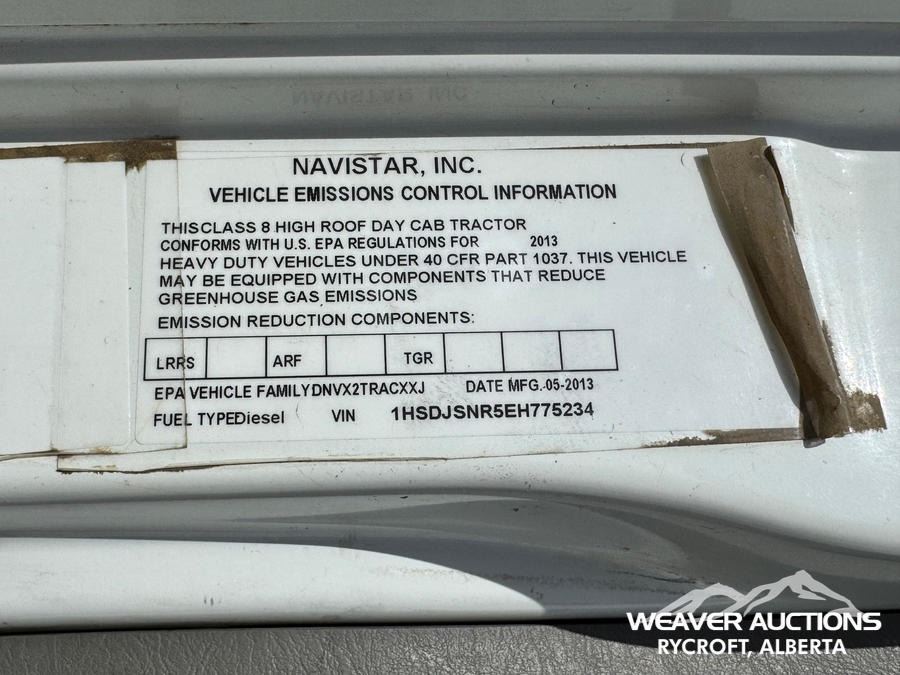 NAVISTAR, INC.
NAVISTAR, INC.
VEHICLE EMISSIONS CONTROL INFORMATION
THISCLASS 8 HIGH ROOF DAY CAB TRACTOR
CONFORMS WITH U.S. EPA REGULATIONS FOR 2013
HEAVY DUTY VEHICLES UNDER 40 CFR PART 1037. THIS VEHICLE
MAY BE EQUIPPED WITH COMPONENTS THAT REDUCE
GREENHOUSE GAS EMISSIONS
EMISSION REDUCTION COMPONENTS:
LRRS ARF TGR
EPA VEHICLE FAMILYDNVX2TRACXXJ DATE MFG.-05-2013
FUEL TYPEDiesel VIN 1HSDJSNR5EH775234
WEAVER AUCTIONS
RYCROFT, ALBERTA